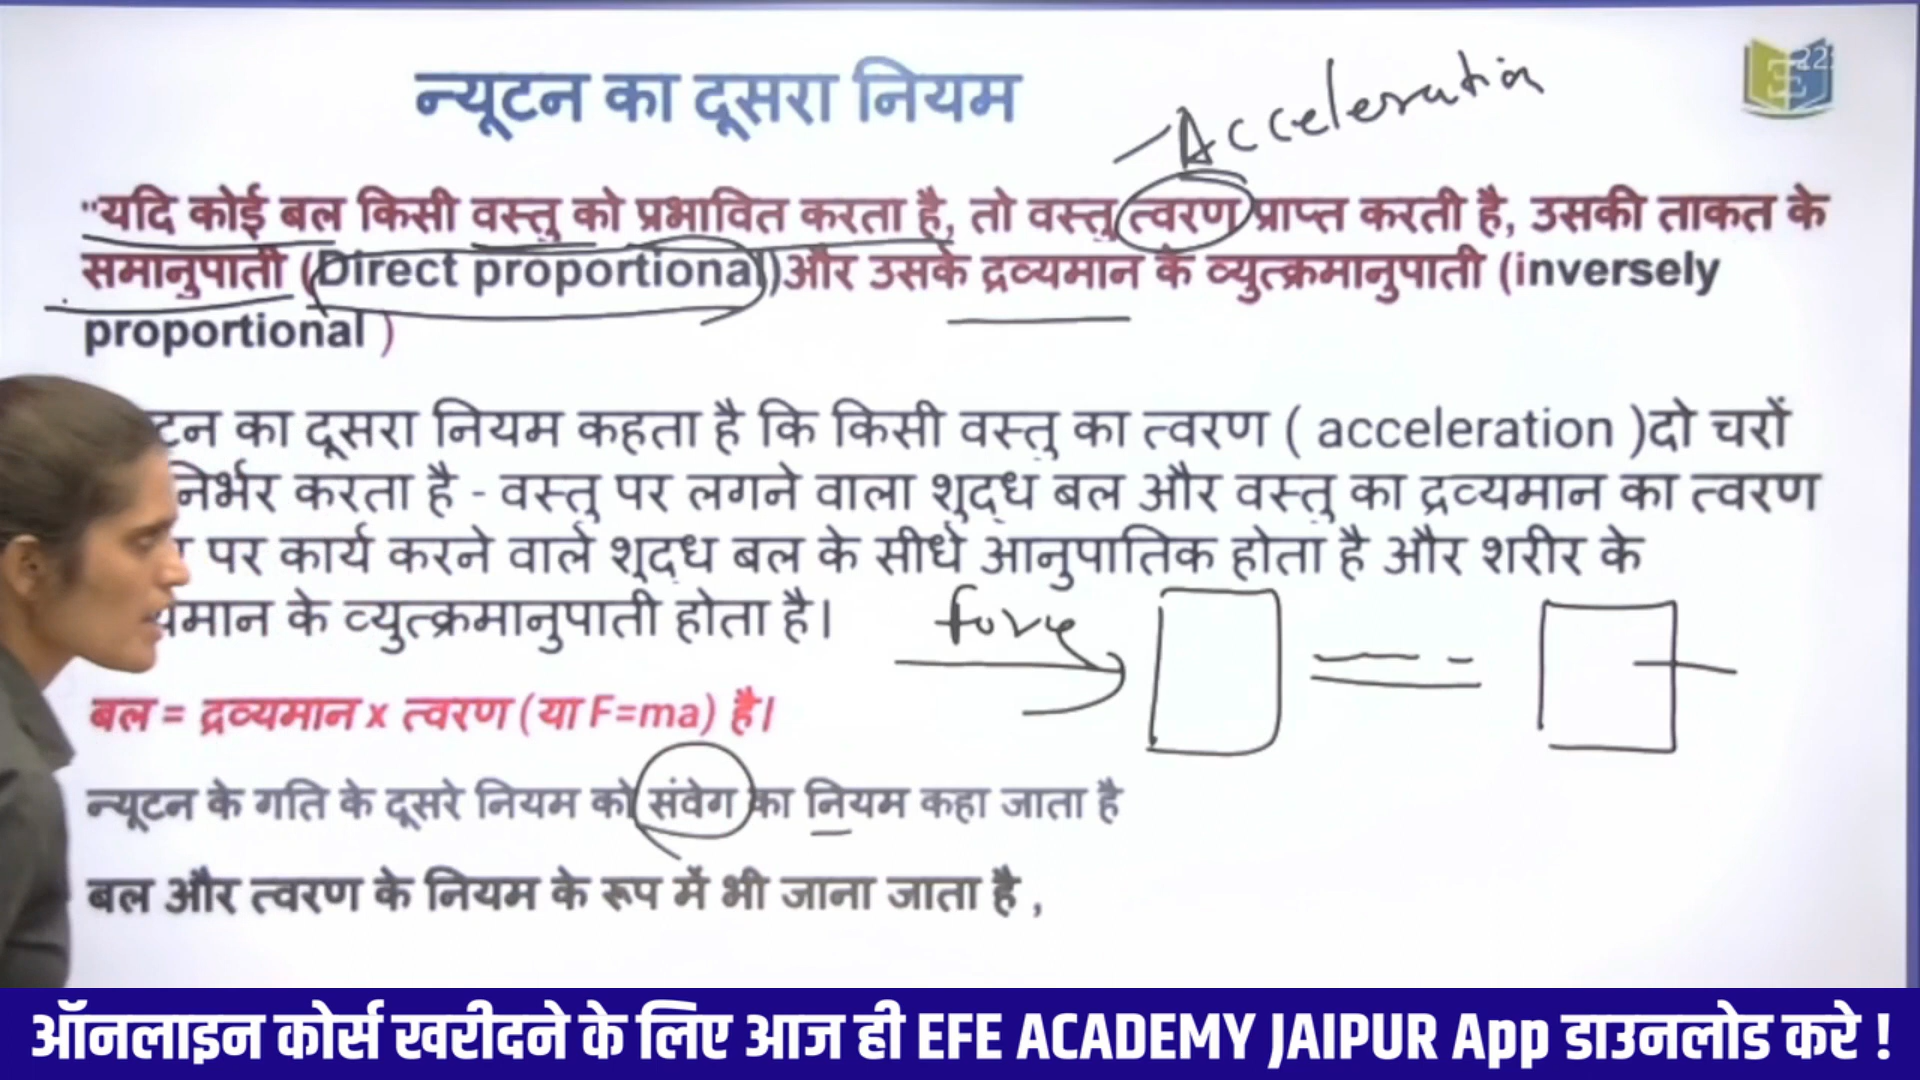 न्यूटन का दूसरा नियम
Acceleration
22
E
"यदि कोई बल किसी वस्तु को प्रभावित करता है, तो वस्तु त्वरण प्राप्त करती है, उसकी ताकत के
समानुपाती (Direct proportional)और उसके द्रव्यमान के व्युत्क्रमानुपाती (inversely
proportional )
टन का दूसरा नियम कहता है कि किसी वस्तु का त्वरण ( acceleration )दो चरों
निर्भर करता है - वस्तु पर लगने वाला शुद्ध बल और वस्तु का द्रव्यमान का त्वरण
पर कार्य करने वाले शुद्ध बल के सीधे आनुपातिक होता है और शरीर के
यमान के व्युत्क्रमानुपाती होता है।
force
बल = द्रव्यमान x त्वरण (या F=ma) है।
न्यूटन के गति के दूसरे नियम को संवेग का नियम कहा जाता है
बल और त्वरण के नियम के रूप में भी जाना जाता है ,
ऑनलाइन कोर्स खरीदने के लिए आज ही EFE ACADEMY JAIPUR App डाउनलोड करे !